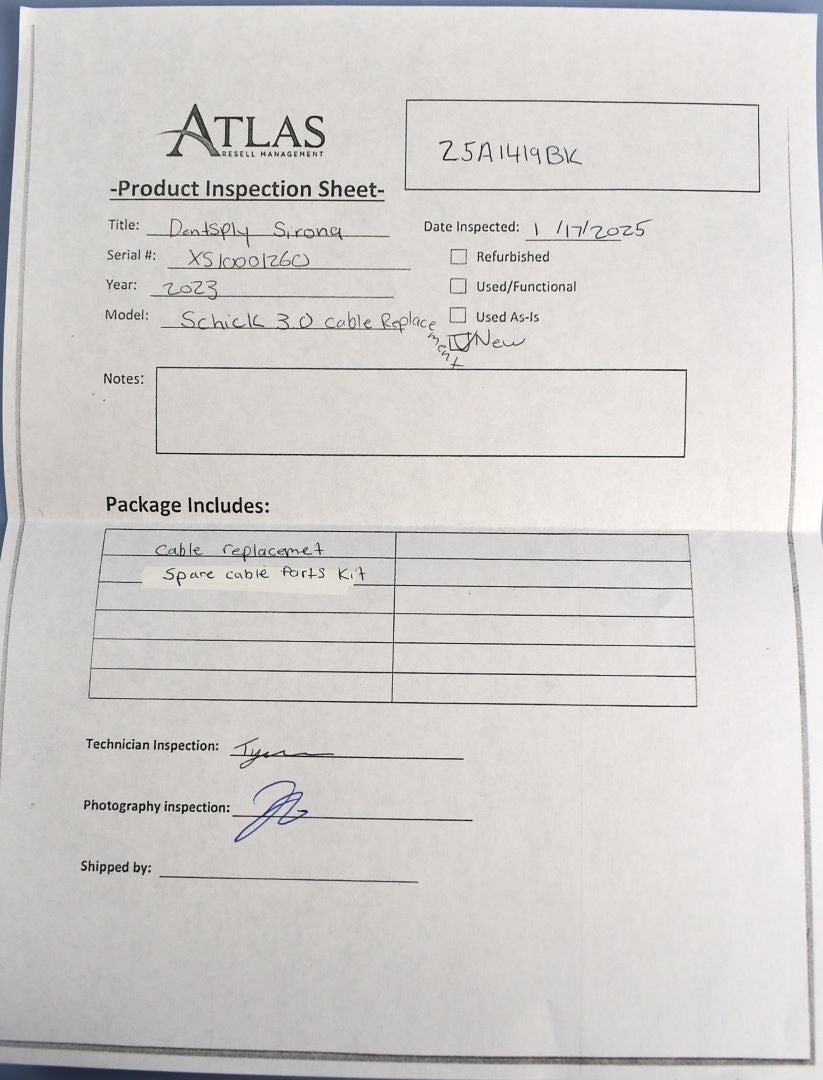 ATLAS
RESELL MANAGEMENT
25A1419BK
-Product Inspection Sheet-
Title: Dentsply Sirona
Date Inspected: 1/17/2025
Serial #: XS10001260
Refurbished
Year: 2023
Used/Functional
Model: Schick 3.0 cable Replacement
Used As-Is
New
Notes:
Package Includes:
Cable replacemet
Spare cable Parts Kit
Technician Inspection:
Photography inspection:
Shipped by: